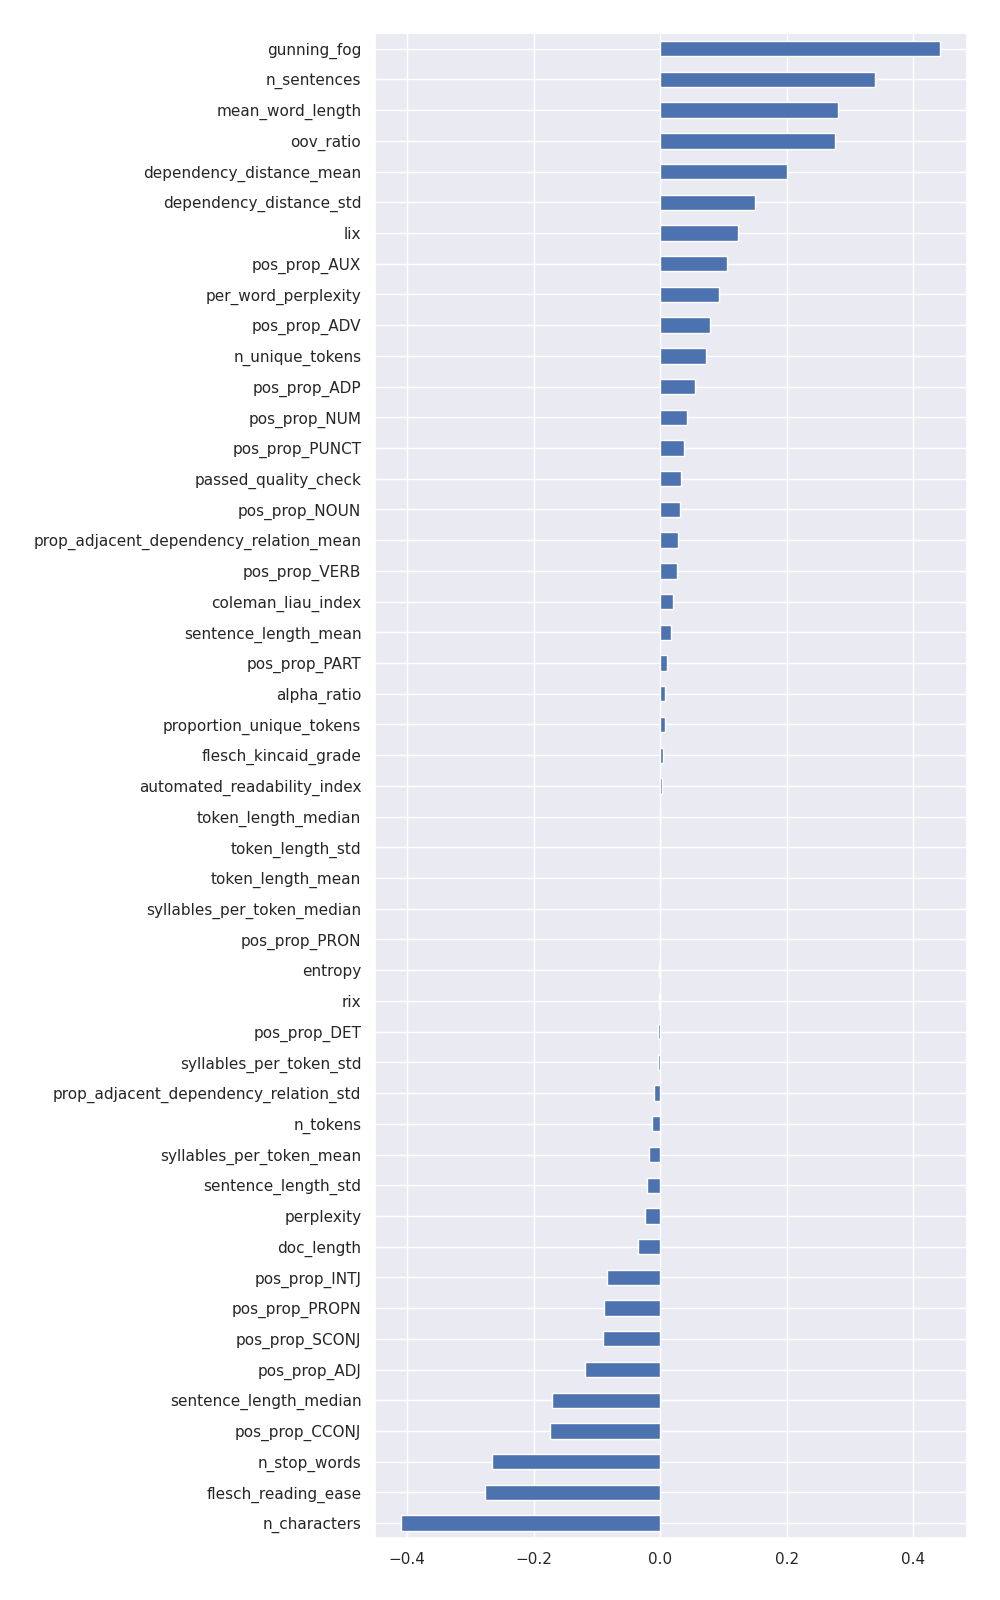 gunning_fog
n_sentences
mean_word_length
oov_ratio
dependency_distance_mean
dependency_distance_std
lix
pos_prop_AUX
per_word_perplexity
pos_prop_ADV
n_unique_tokens
pos_prop_ADP
pos_prop_NUM
pos_prop_PUNCT
passed_quality_check
pos_prop_NOUN
prop_adjacent_dependency_relation_mean
pos_prop_VERB
coleman_liau_index
sentence_length_mean
pos_prop_PART
alpha_ratio
proportion_unique_tokens
flesch_kincaid_grade
automated_readability_index
token_length_median
token_length_std
token_length_mean
syllables_per_token_median
pos_prop_PRON
entropy
rix
pos_prop_DET
syllables_per_token_std
prop_adjacent_dependency_relation_std
n_tokens
syllables_per_token_mean
sentence_length_std
perplexity
doc_length
pos_prop_INTJ
pos_prop_PROPN
pos_prop_SCONJ
pos_prop_ADJ
sentence_length_median
pos_prop_CCONJ
n_stop_words
flesch_reading_ease
n_characters
−0.4 −0.2 0.0 0.2 0.4